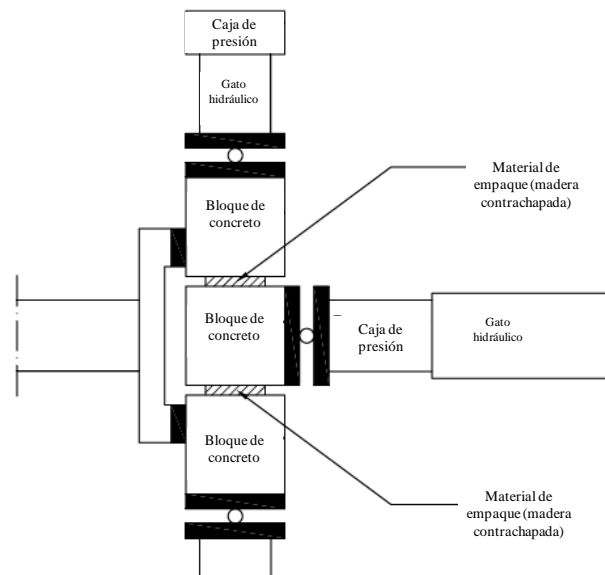 Caja de
presión
Gato
hidráulico
Material de
empaque (madera
contrachapada)
Bloque de
concreto
Bloque de
concreto
Caja de
presión
Gato
hidráulico
Bloque de
concreto
Material de
empaque (madera
contrachapada)